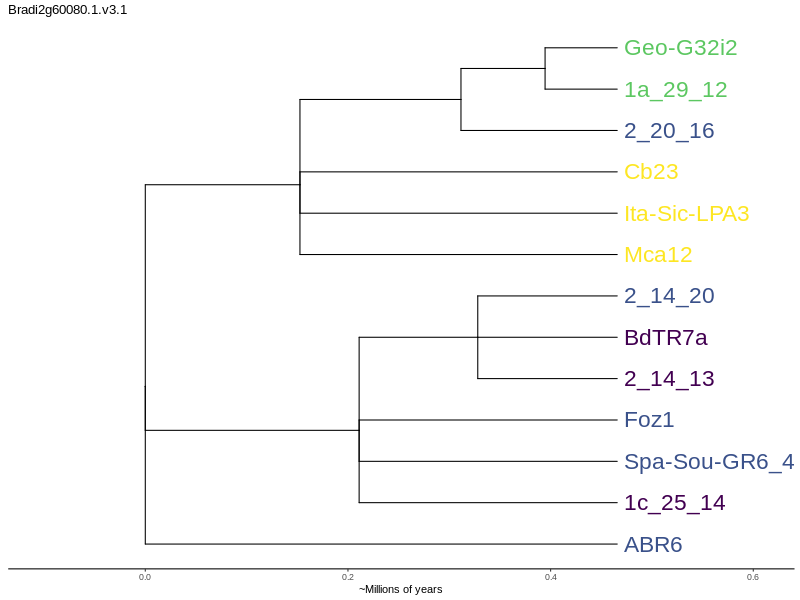 Bradi2g60080.1.v3.1
Geo-G32i2
1a_29_12
2_20_16
Cb23
Ita-Sic-LPA3
Mca12
2_14_20
BdTR7a
2_14_13
Foz1
Spa-Sou-GR6_4
1c_25_14
ABR6
0.0 0.2 0.4 0.6
~Millions of years